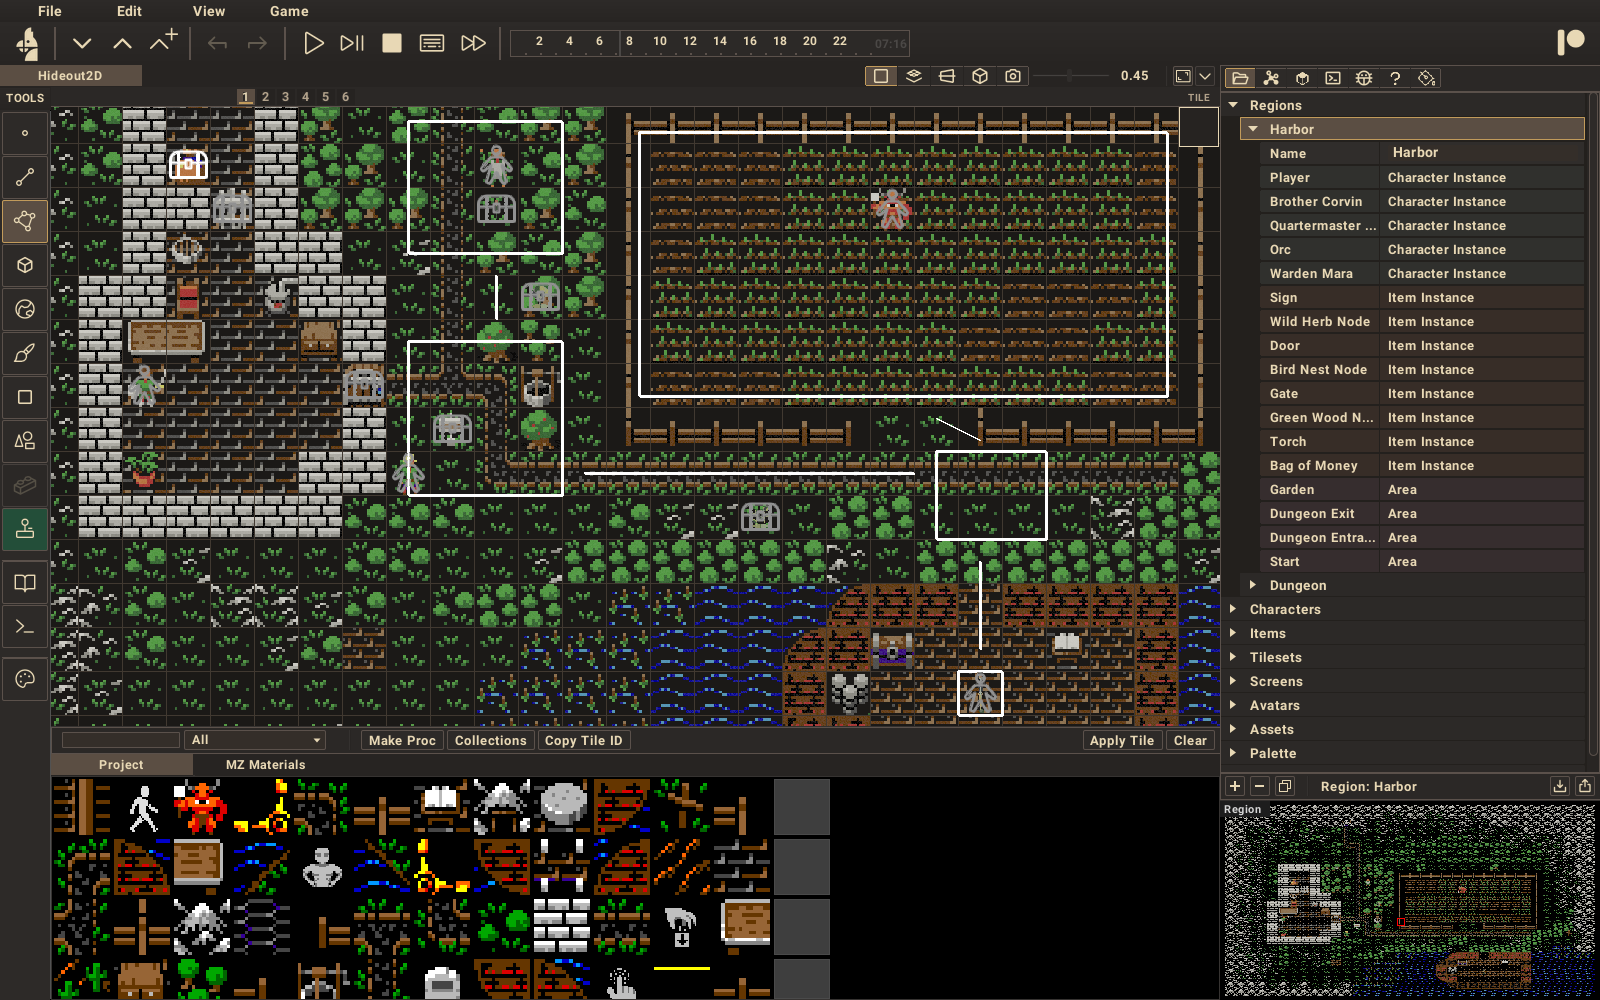 File Edit View Game
2 4 6 8 10 12 14 16 18 20 22 07:16
Hideout2D
0.45
TOOLS
1 2 3 4 5 6
TILE
Regions
Harbor
Name Harbor
Player Character Instance
Brother Corvin Character Instance
Quartermaster ... Character Instance
Orc Character Instance
Warden Mara Character Instance
Sign Item Instance
Wild Herb Node Item Instance
Door Item Instance
Bird Nest Node Item Instance
Gate Item Instance
Green Wood N... Item Instance
Torch Item Instance
Bag of Money Item Instance
Garden Area
Dungeon Exit Area
Dungeon Entra... Area
Start Area
Dungeon
Characters
Items
Tilesets
Screens
Avatars
Assets
Palette
All
Make Proc Collections Copy Tile ID
Apply Tile Clear
Project MZ Materials
Region: Harbor
Region